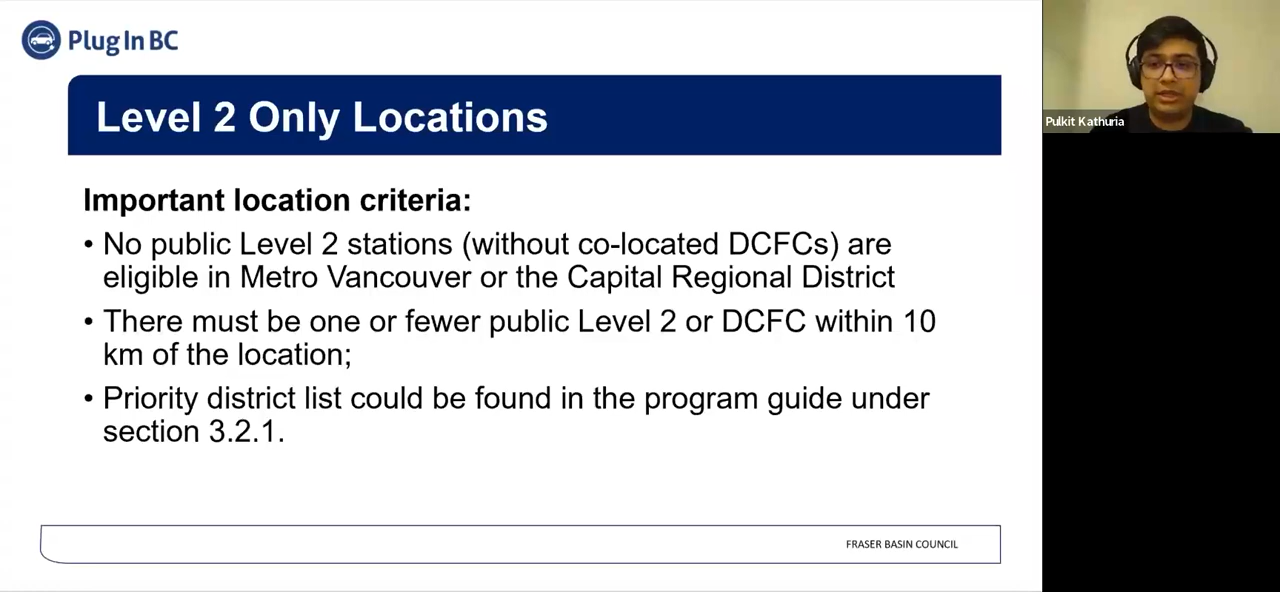 Plug In BC
Level 2 Only Locations
Important location criteria:
• No public Level 2 stations (without co-located DCFCs) are
eligible in Metro Vancouver or the Capital Regional District
• There must be one or fewer public Level 2 or DCFC within 10
km of the location;
• Priority district list could be found in the program guide under
section 3.2.1.
FRASER BASIN COUNCIL
Pulkit Kathuria